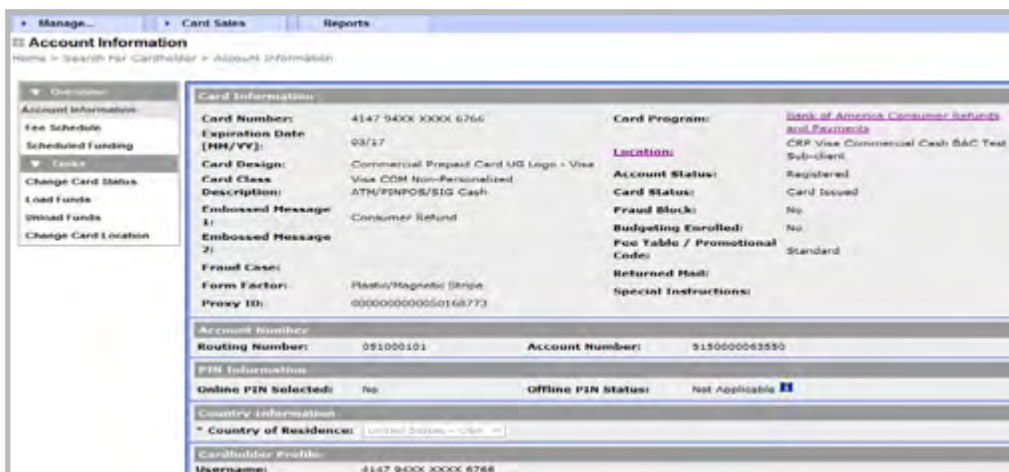 Manage...
Card Sales
Reports
Account Information
Home > Search For Cardholder > Account Information
Overview
Account Information
Fee Schedule
Scheduled Funding
Tasks
Change Card Status
Load Funds
Unload Funds
Change Card Location
Card Information
Card Number: 4147 94XX XXXX 6766
Expiration Date [MM/YY]: 03/17
Card Design: Commercial Prepaid Card UG Logo - Visa
Card Class Description: Visa COM Non-Personalized ATM/PINPOS/SIG Cash
Embossed Message 1: Consumer Refund
Embossed Message 2:
Fraud Case:
Form Factor: Plastic/Magnetic Stripe
Proxy ID: 0000000000050168773
Card Program: Bank of America Consumer Refunds and Payments
Location: CRP Visa Commercial Cash BAC Test Sub-client
Account Status: Registered
Card Status: Card Issued
Fraud Block: No
Budgeting Enrolled: No
Fee Table / Promotional Code: Standard
Returned Mail:
Special Instructions:
Account Number
Routing Number: 051000101 Account Number: 5150000063550
PIN Information
Online PIN Selected: No Offline PIN Status: Not Applicable
Country Information
* Country of Residence: United States - USA
Cardholder Profile
Username: 4147 94XX XXXX 6766